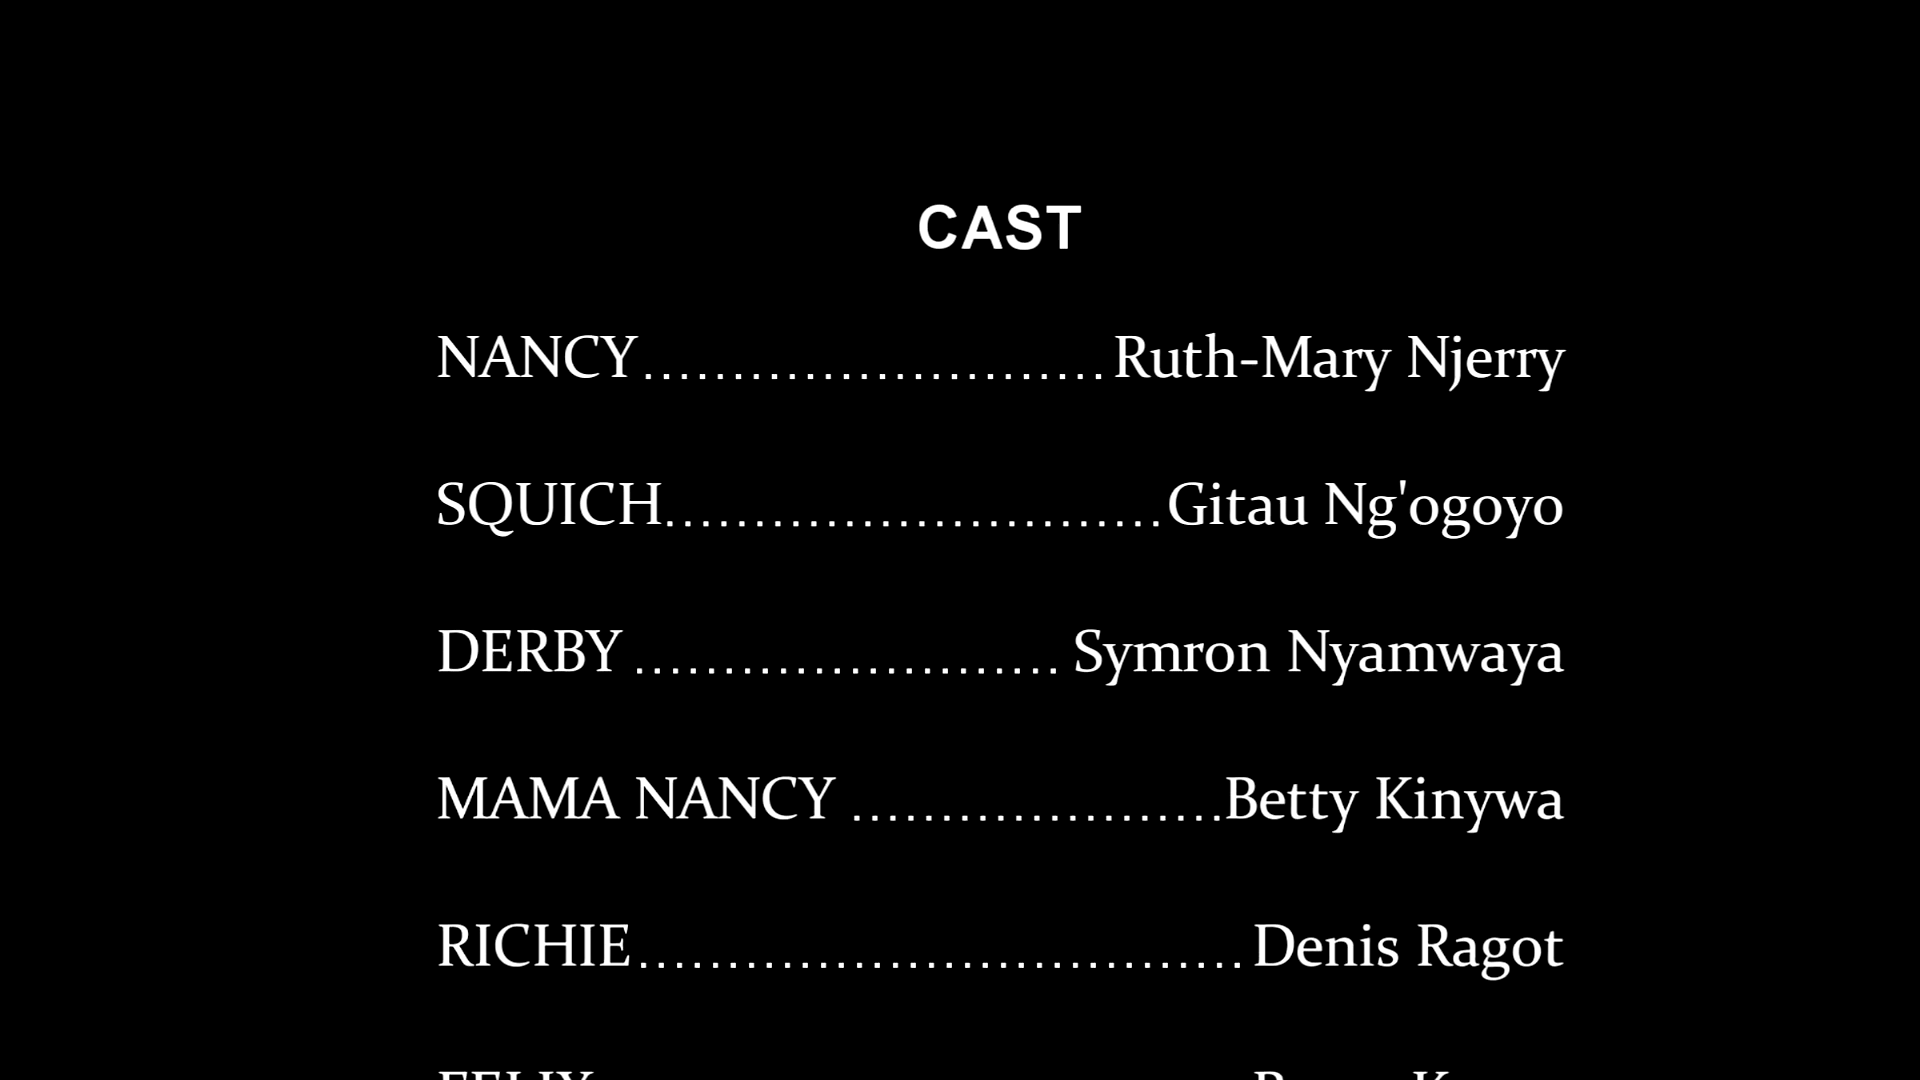 CAST
NANCY.........................Ruth-Mary Njerry
SQUICH...........................Gitau Ng'ogoyo
DERBY ....................... Symron Nyamwaya
MAMA NANCY .....................Betty Kinywa
RICHIE.................................Denis Ragot
FELIX